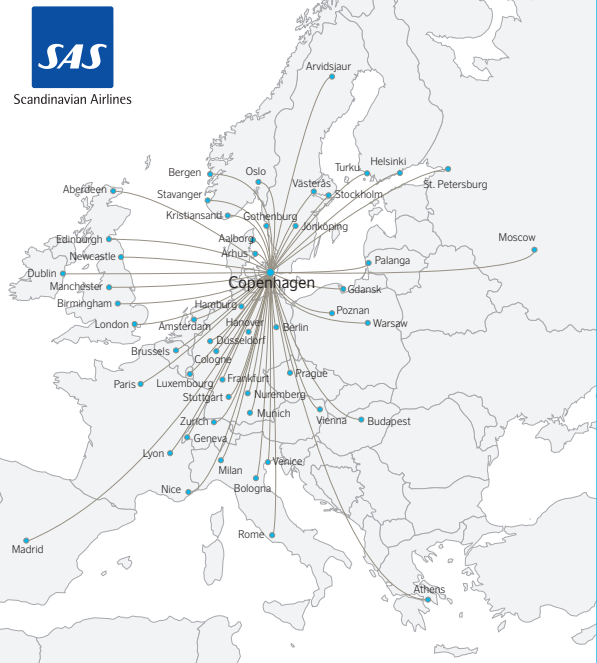 SAS
Scandinavian Airlines
Arvidsjaur
Bergen
Oslo
Turku
Helsinki
Västerås
St. Petersburg
Aberdeen
Stavanger
Stockholm
Kristiansand
Gothenburg
Jönköping
Edinburgh
Aalborg
Moscow
Newcastle
Århus
Palanga
Dublin
Copenhagen
Manchester
Gdansk
Birmingham
Hamburg
Poznan
London
Amsterdam
Hanover
Berlin
Warsaw
Düsseldorf
Brussels
Cologne
Paris
Luxembourg
Frankfurt
Prague
Stuttgart
Nuremberg
Munich
Zurich
Vienna
Budapest
Geneva
Lyon
Milan
Venice
Nice
Bologna
Rome
Madrid
Athens